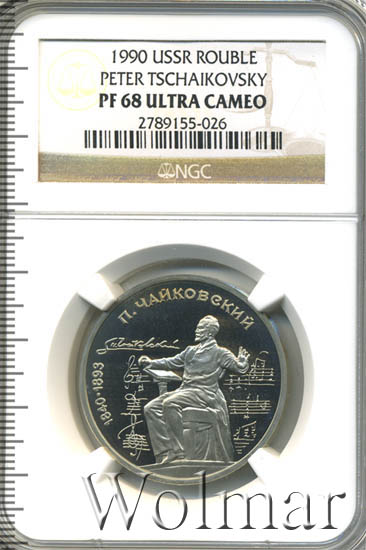 1990 USSR ROUBLE
PETER TSCHAIKOVSKY
PF 68 ULTRA CAMEO
2789155-026
NGC
П. ЧАЙКОВСКИЙ
1840•1893
Wolmar